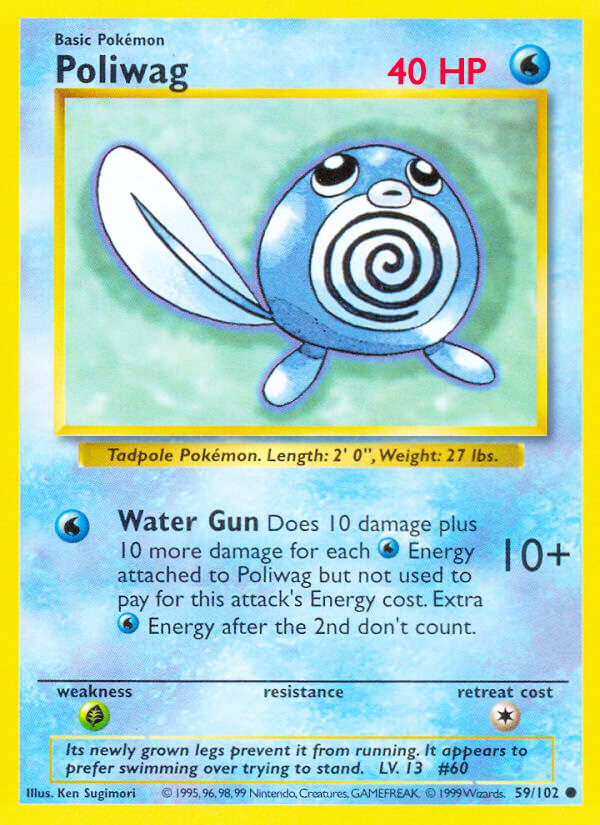 Basic Pokémon
Poliwag 40 HP
Tadpole Pokémon. Length: 2' 0", Weight: 27 lbs.
Water Gun Does 10 damage plus
10 more damage for each Energy
attached to Poliwag but not used to
pay for this attack's Energy cost. Extra
Energy after the 2nd don't count.
10+
weakness resistance retreat cost
Its newly grown legs prevent it from running. It appears to
prefer swimming over trying to stand. LV. 13 #60
Illus. Ken Sugimori © 1995, 96, 98, 99 Nintendo, Creatures, GAMEFREAK. © 1999 Wizards. 59/102